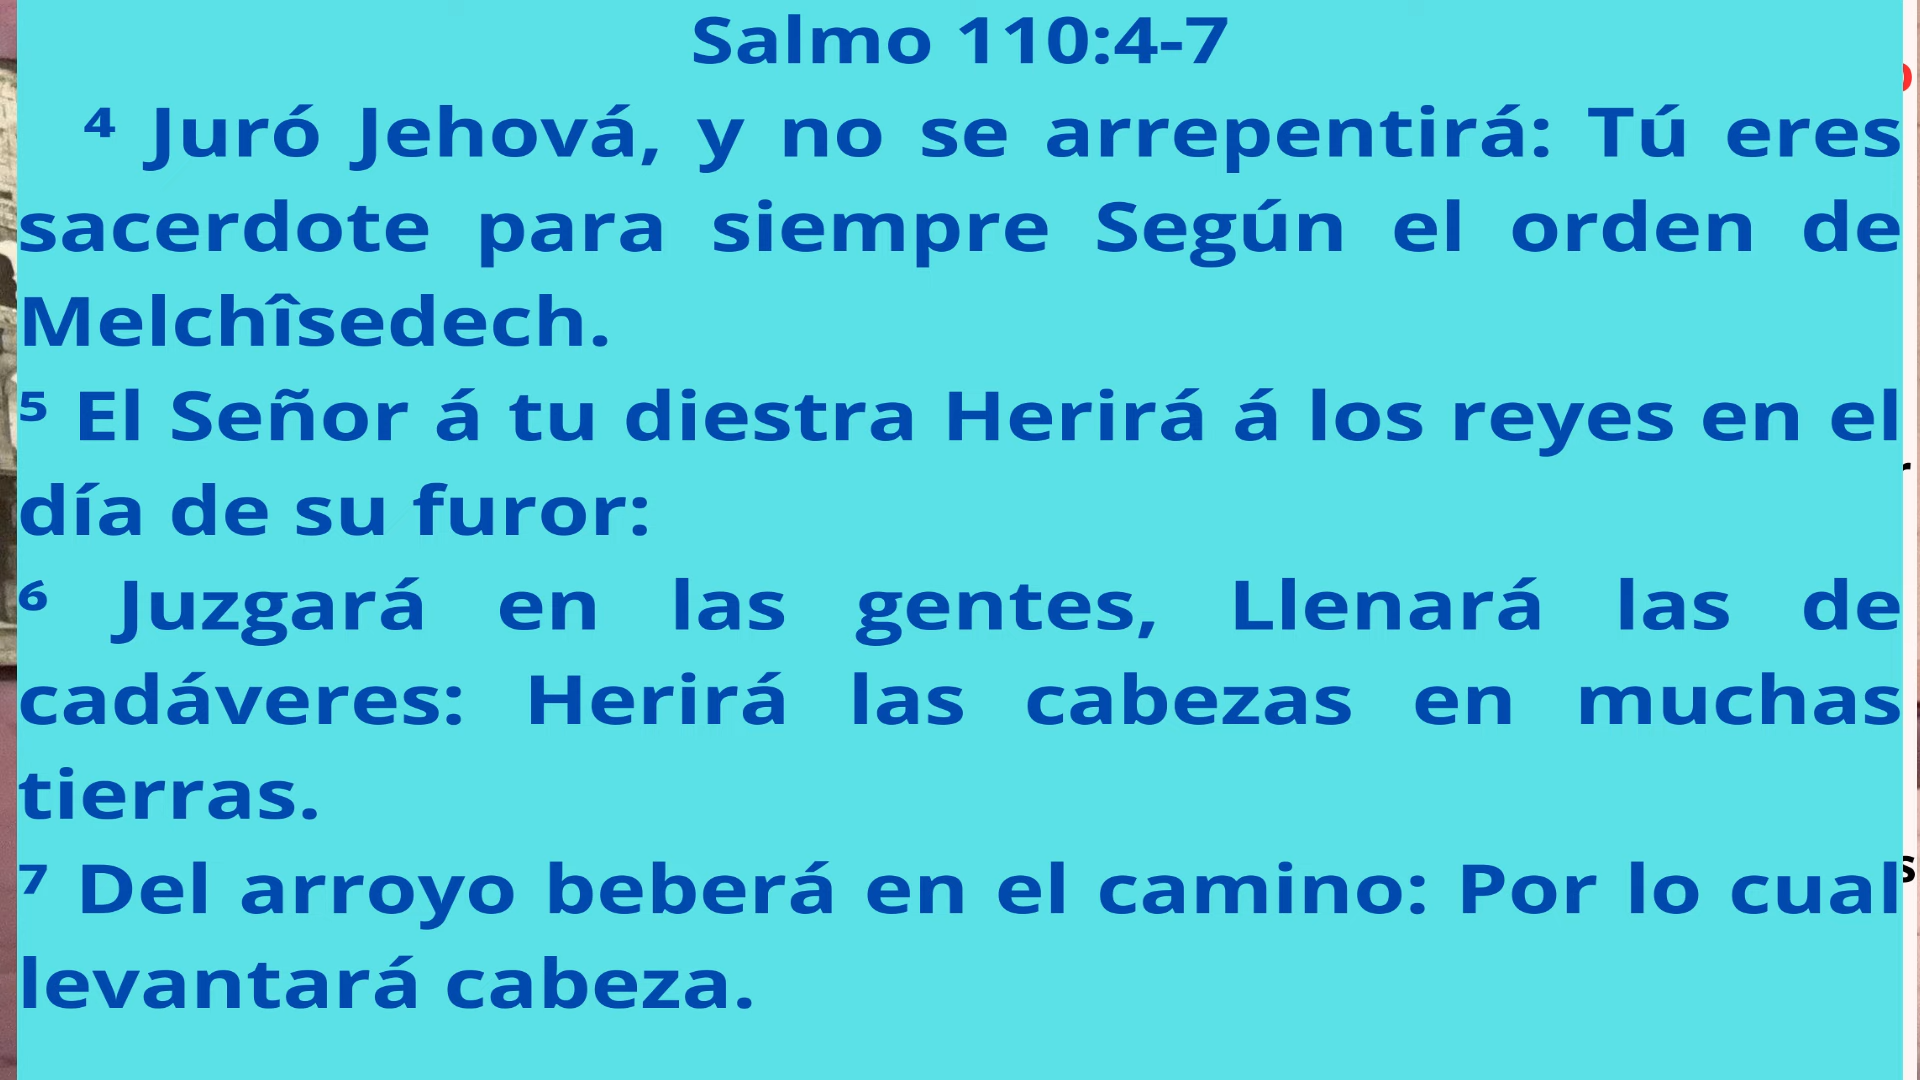 Salmo 110:4-7
⁴ Juró Jehová, y no se arrepentirá: Tú eres
sacerdote para siempre Según el orden de
Melchîsedech.
⁵ El Señor á tu diestra Herirá á los reyes en el
día de su furor:
⁶ Juzgará en las gentes, Llenará las de
cadáveres: Herirá las cabezas en muchas
tierras.
⁷ Del arroyo beberá en el camino: Por lo cual
levantará cabeza.